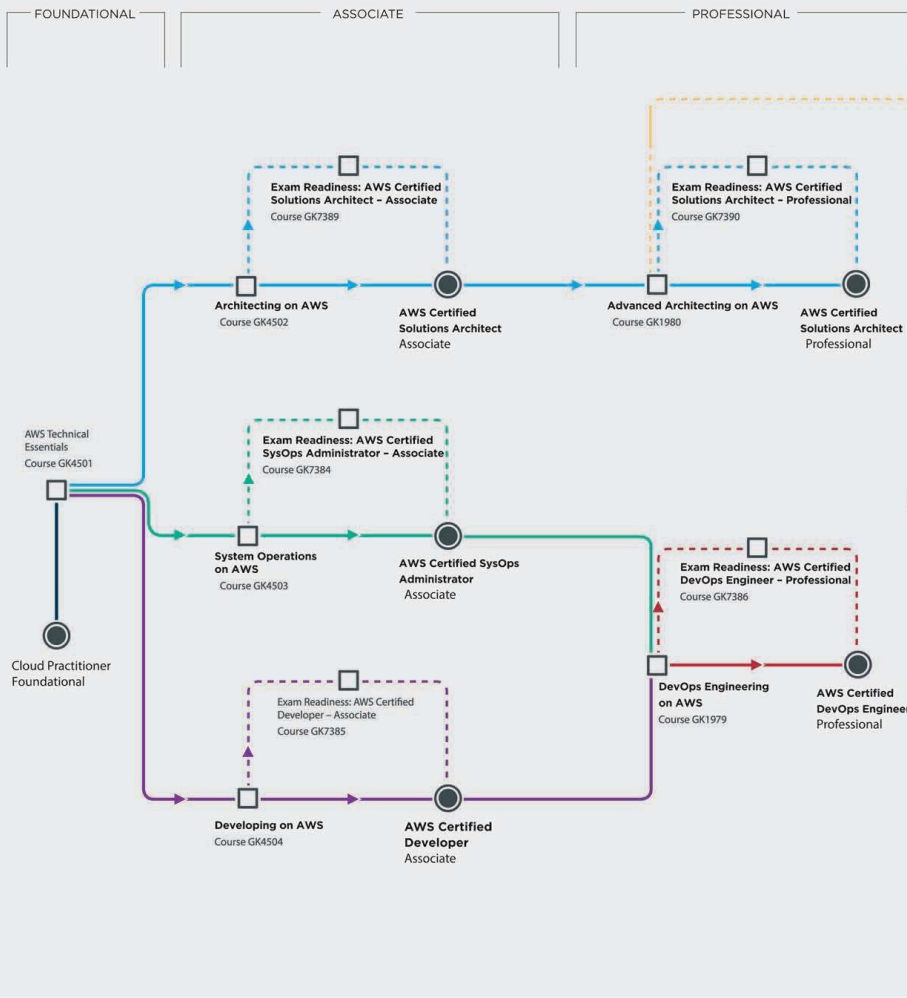 FOUNDATIONAL
ASSOCIATE
PROFESSIONAL
Exam Readiness: AWS Certified
Solutions Architect – Associate
Course GK7389
Exam Readiness: AWS Certified
Solutions Architect – Professional
Course GK7390
Architecting on AWS
Course GK4502
AWS Certified
Solutions Architect
Associate
Advanced Architecting on AWS
Course GK1980
AWS Certified
Solutions Architect
Professional
AWS Technical
Essentials
Course GK4501
Exam Readiness: AWS Certified
SysOps Administrator – Associate
Course GK7384
System Operations
on AWS
Course GK4503
AWS Certified SysOps
Administrator
Associate
Exam Readiness: AWS Certified
DevOps Engineer – Professional
Course GK7386
Cloud Practitioner
Foundational
DevOps Engineering
on AWS
Course GK1979
AWS Certified
DevOps Engineer
Professional
Exam Readiness: AWS Certified
Developer – Associate
Course GK7385
Developing on AWS
Course GK4504
AWS Certified
Developer
Associate